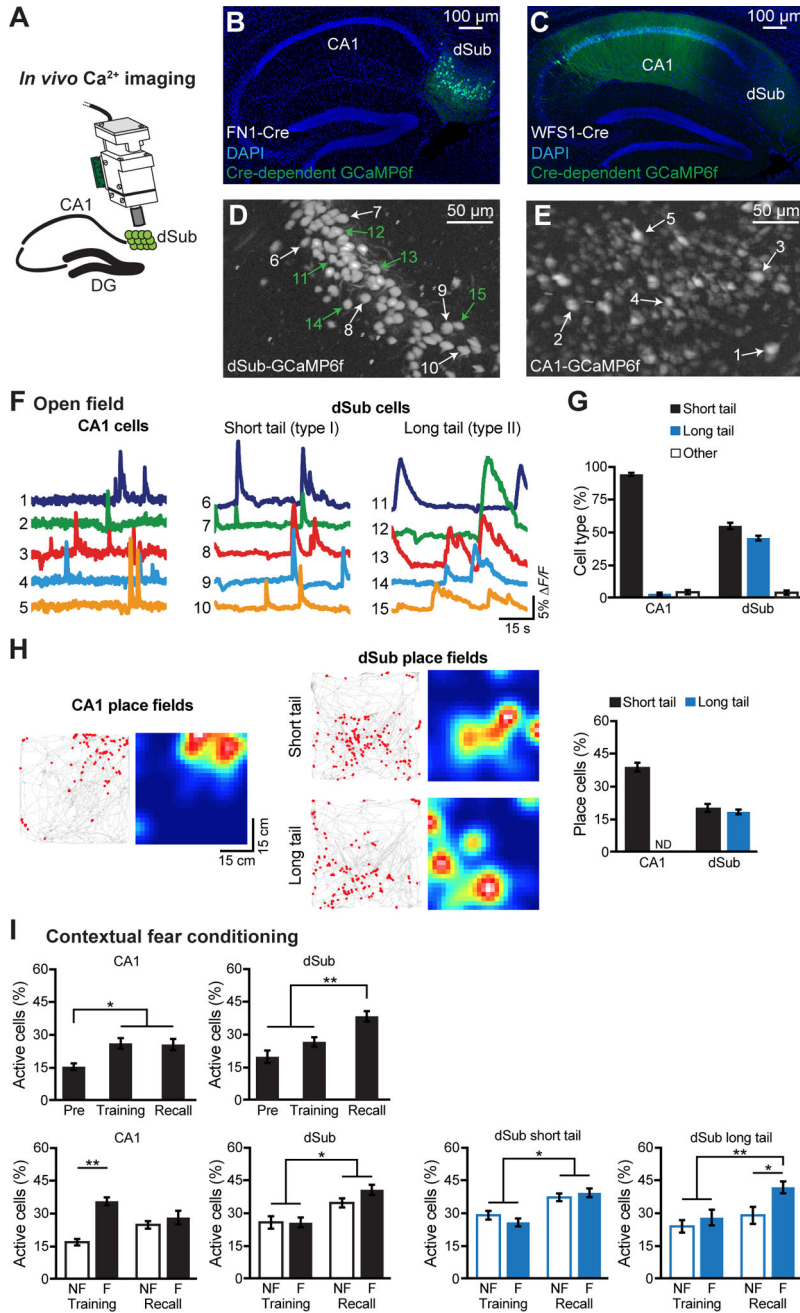 A
In vivo Ca²⁺ imaging
CA1
dSub
DG
B
100 µm
CA1
dSub
FN1-Cre
DAPI
Cre-dependent GCaMP6f
C
100 µm
CA1
dSub
WFS1-Cre
DAPI
Cre-dependent GCaMP6f
D
50 µm
7
12
6
13
11
9
15
14
8
10
dSub-GCaMP6f
E
50 µm
5
3
4
2
1
CA1-GCaMP6f
F Open field
CA1 cells
1
2
3
4
5
dSub cells
Short tail (type I)
6
7
8
9
10
Long tail (type II)
11
12
13
14
15
5% ΔF/F
15 s
G
Short tail
Long tail
Other
Cell type (%)
100
75
50
25
0
CA1 dSub
H
CA1 place fields
15 cm
15 cm
dSub place fields
Short tail
Long tail
Short tail Long tail
Place cells (%)
60
45
30
15
0
ND
CA1 dSub
I Contextual fear conditioning
CA1
Active cells (%)
60
45
30
15
0
*
Pre Training Recall
dSub
Active cells (%)
60
45
30
15
0
**
Pre Training Recall
CA1
Active cells (%)
60
45
30
15
0
**
NF F NF F
Training Recall
dSub
Active cells (%)
60
45
30
15
0
*
NF F NF F
Training Recall
dSub short tail
Active cells (%)
60
45
30
15
0
*
NF F NF F
Training Recall
dSub long tail
Active cells (%)
60
45
30
15
0
**
*
NF F NF F
Training Recall